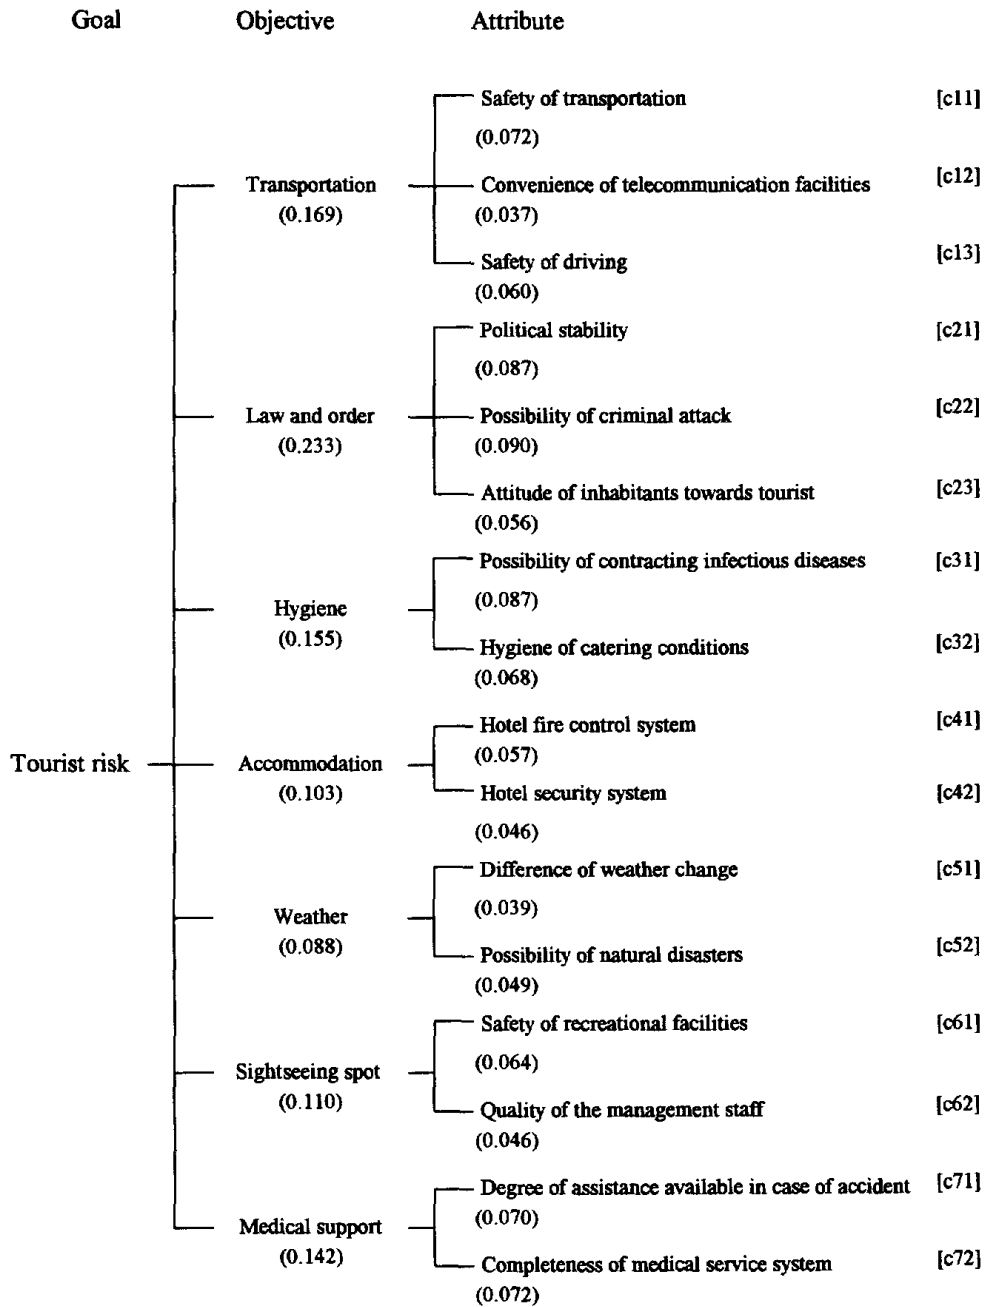 Goal Objective Attribute
Safety of transportation [c11]
(0.072)
Transportation Convenience of telecommunication facilities [c12]
(0.169) (0.037)
Safety of driving [c13]
(0.060)
Political stability [c21]
(0.087)
Law and order Possibility of criminal attack [c22]
(0.233) (0.090)
Attitude of inhabitants towards tourist [c23]
(0.056)
Possibility of contracting infectious diseases [c31]
(0.087)
Hygiene
(0.155)
Hygiene of catering conditions [c32]
(0.068)
Hotel fire control system [c41]
(0.057)
Tourist risk Accommodation
(0.103)
Hotel security system [c42]
(0.046)
Difference of weather change [c51]
(0.039)
Weather
(0.088)
Possibility of natural disasters [c52]
(0.049)
Safety of recreational facilities [c61]
(0.064)
Sightseeing spot
(0.110)
Quality of the management staff [c62]
(0.046)
Degree of assistance available in case of accident [c71]
(0.070)
Medical support
(0.142)
Completeness of medical service system [c72]
(0.072)